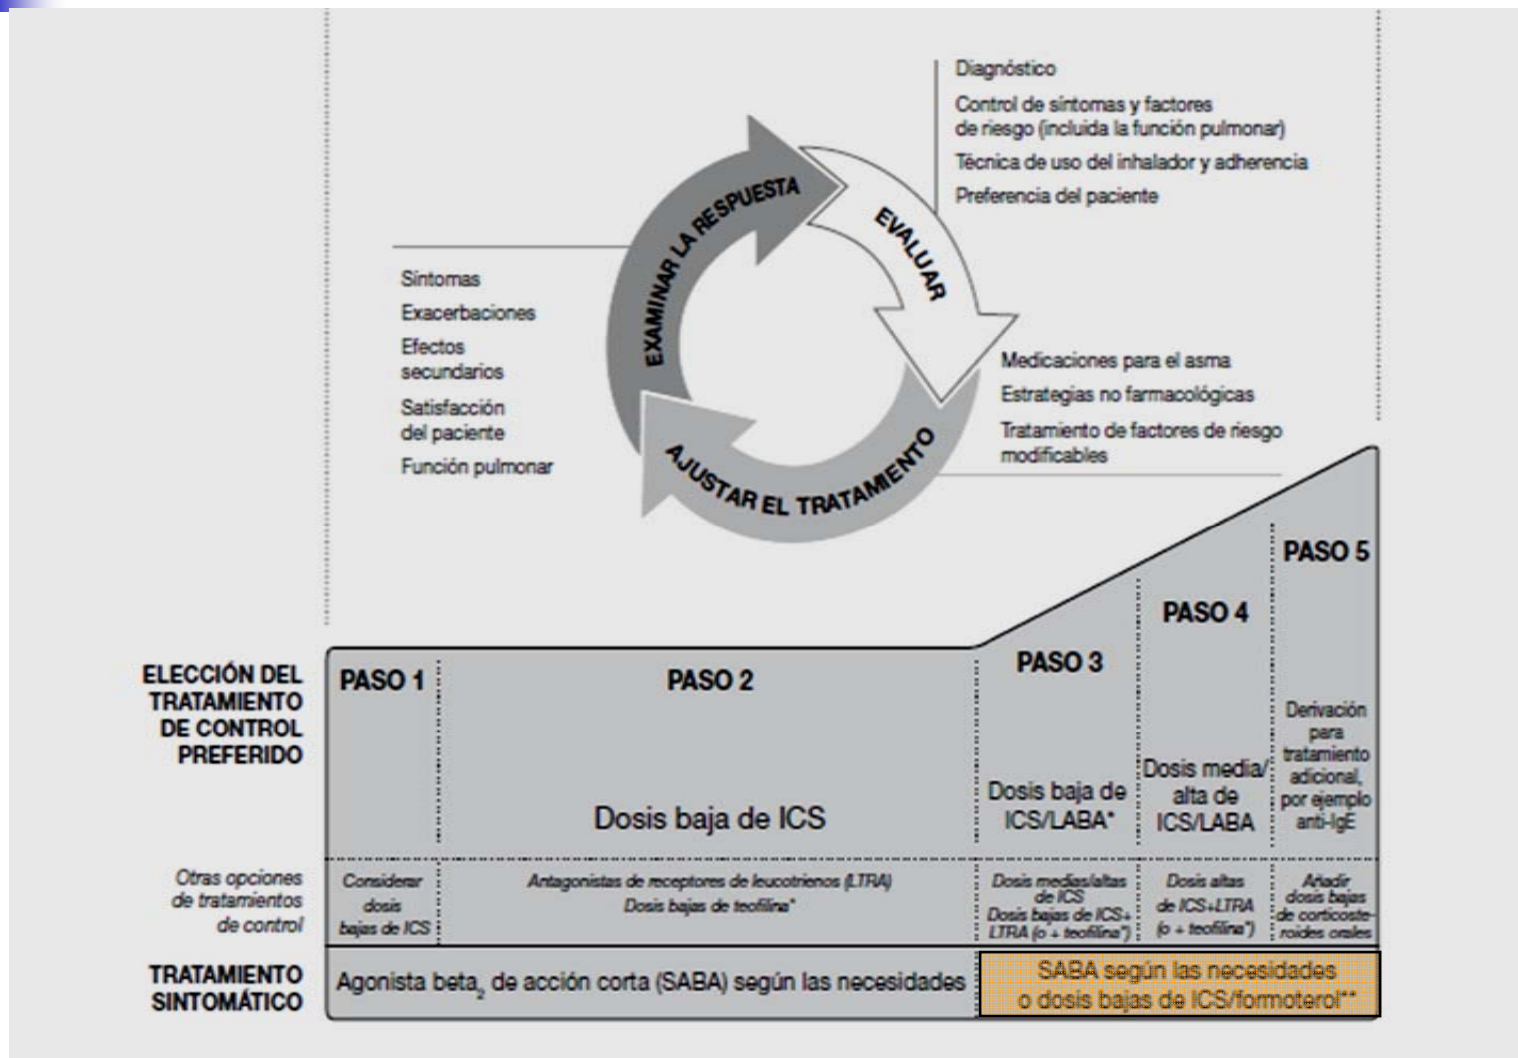 Diagnóstico
Control de síntomas y factores
de riesgo (incluida la función pulmonar)
Técnica de uso del inhalador y adherencia
Preferencia del paciente
EXAMINAR LA RESPUESTA
EVALUAR
AJUSTAR EL TRATAMIENTO
Síntomas
Exacerbaciones
Efectos
secundarios
Satisfacción
del paciente
Función pulmonar
Medicaciones para el asma
Estrategias no farmacológicas
Tratamiento de factores de riesgo
modificables
ELECCIÓN DEL
TRATAMIENTO
DE CONTROL
PREFERIDO
PASO 1
PASO 2
Dosis baja de ICS
PASO 3
Dosis baja de
ICS/LABA*
PASO 4
Dosis media/
alta de
ICS/LABA
PASO 5
Derivación
para
tratamiento
adicional,
por ejemplo
anti-IgE
Otras opciones
de tratamientos
de control
Considerar
dosis
bajas de ICS
Antagonistas de receptores de leucotrienos (LTRA)
Dosis bajas de teofilina*
Dosis medias/altas
de ICS
Dosis bajas de ICS+
LTRA (o + teofilina*)
Dosis altas
de ICS+LTRA
(o + teofilina*)
Añadir
dosis bajas
de corticoste-
roides orales
TRATAMIENTO
SINTOMÁTICO
Agonista beta₂ de acción corta (SABA) según las necesidades
SABA según las necesidades
o dosis bajas de ICS/formoterol**